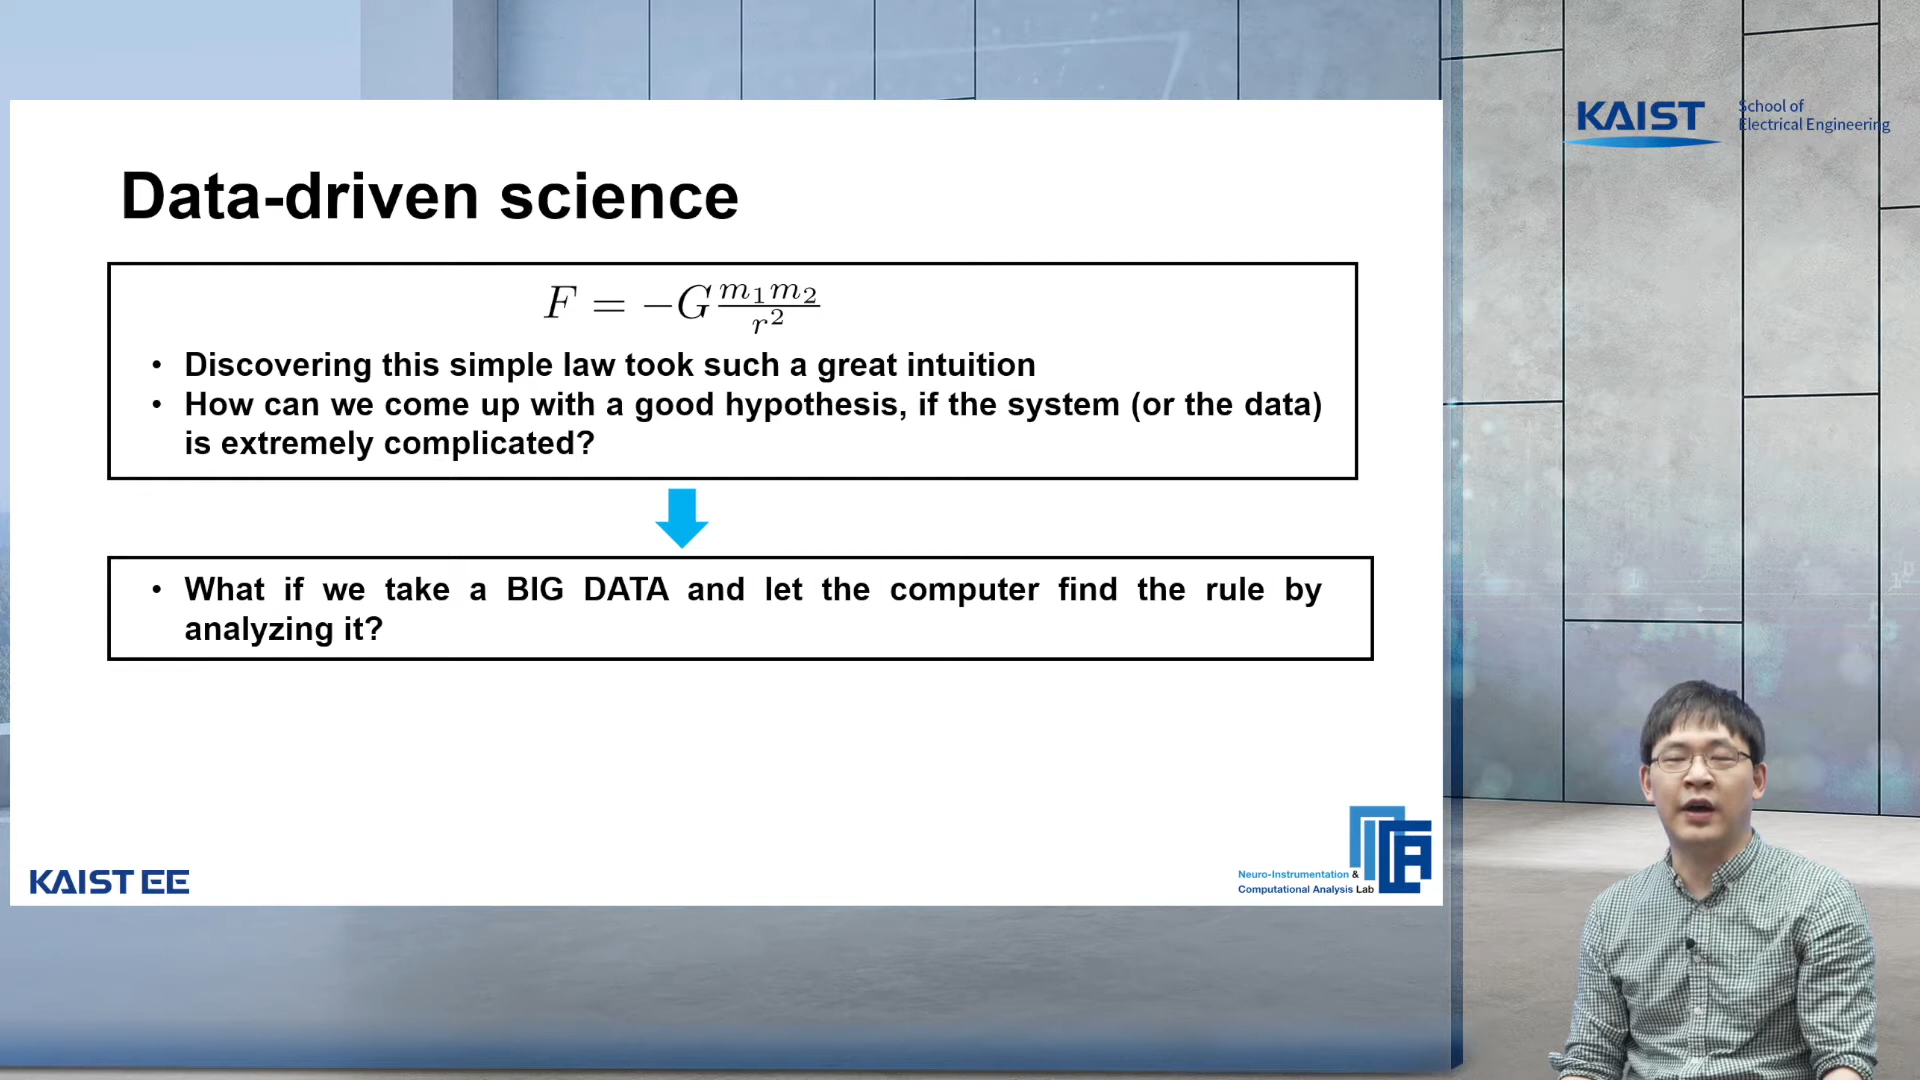 KAIST
School of
Electrical Engineering
Data-driven science
F = −G m₁m₂ / r²
• Discovering this simple law took such a great intuition
• How can we come up with a good hypothesis, if the system (or the data)
is extremely complicated?
• What if we take a BIG DATA and let the computer find the rule by
analyzing it?
KAIST EE
Neuro-Instrumentation &
Computational Analysis Lab